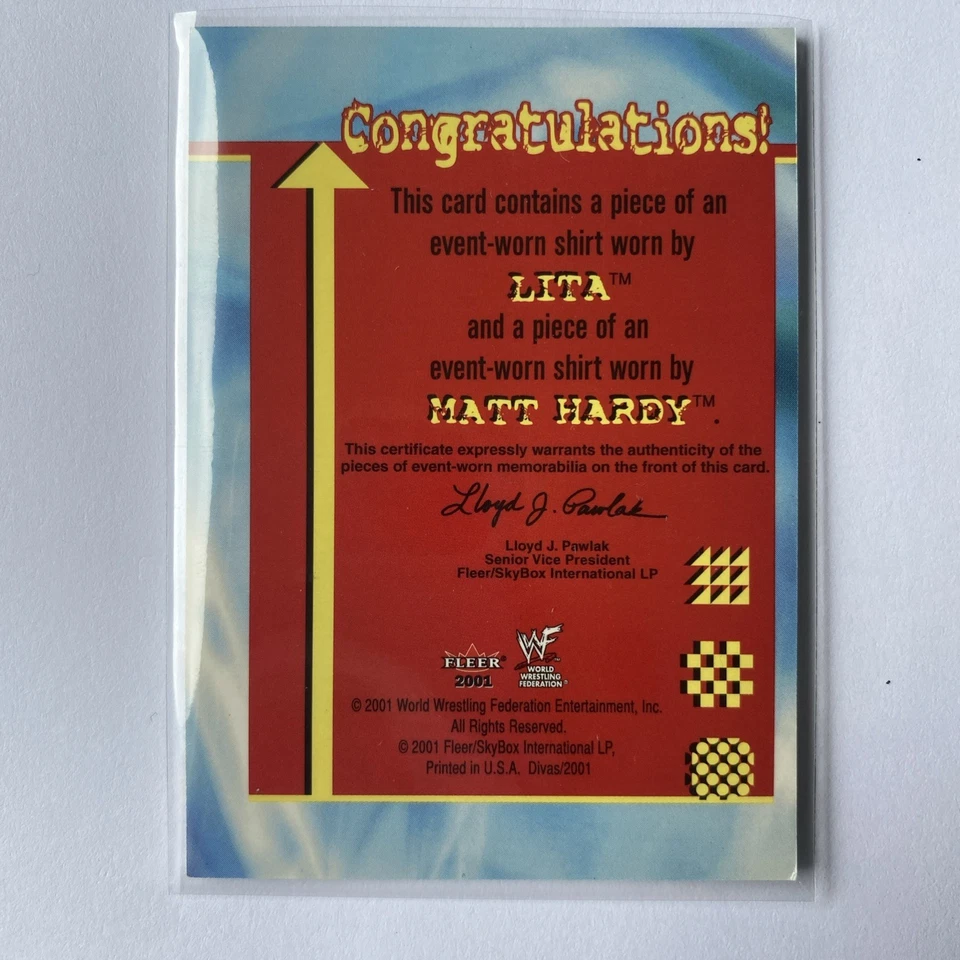 Congratulations!
This card contains a piece of an
event-worn shirt worn by
LITA™
and a piece of an
event-worn shirt worn by
MATT HARDY™.
This certificate expressly warrants the authenticity of the
pieces of event-worn memorabilia on the front of this card.
Lloyd J. Pawlak
Lloyd J. Pawlak
Senior Vice President
Fleer/SkyBox International LP
FLEER®
2001
WF™
WORLD
WRESTLING
FEDERATION®
© 2001 World Wrestling Federation Entertainment, Inc.
All Rights Reserved.
© 2001 Fleer/SkyBox International LP,
Printed in U.S.A. Divas/2001